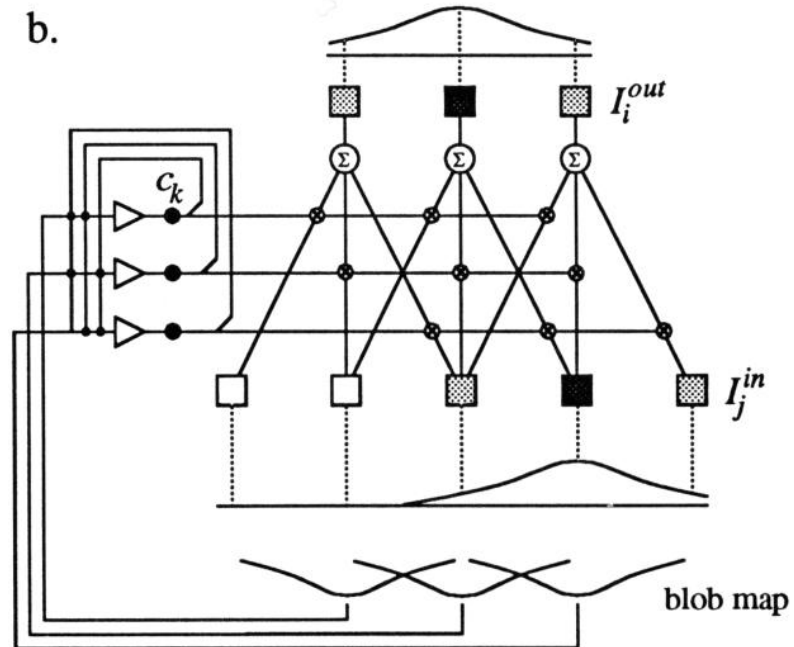 b.
I_i^{out}
Σ Σ Σ
c_k
I_j^{in}
blob map